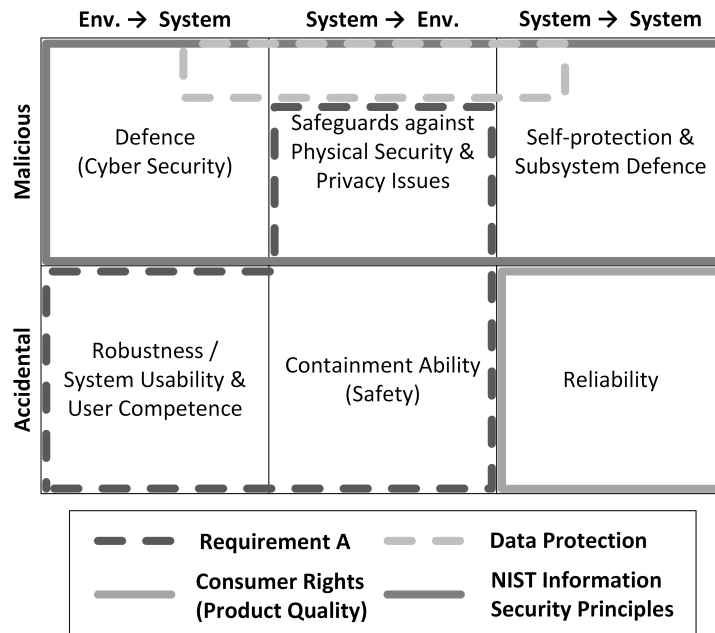 Env. → System
System → Env.
System → System
Malicious
Defence
(Cyber Security)
Safeguards against
Physical Security &
Privacy Issues
Self-protection &
Subsystem Defence
Accidental
Robustness /
System Usability &
User Competence
Containment Ability
(Safety)
Reliability
Requirement A
Data Protection
Consumer Rights
(Product Quality)
NIST Information
Security Principles